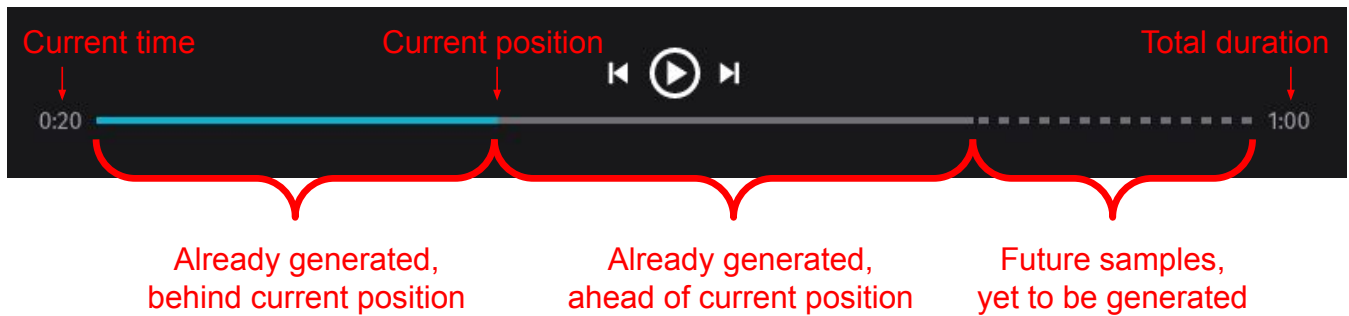 Current time
Current position
Total duration
0:20
1:00
Already generated,
behind current position
Already generated,
ahead of current position
Future samples,
yet to be generated